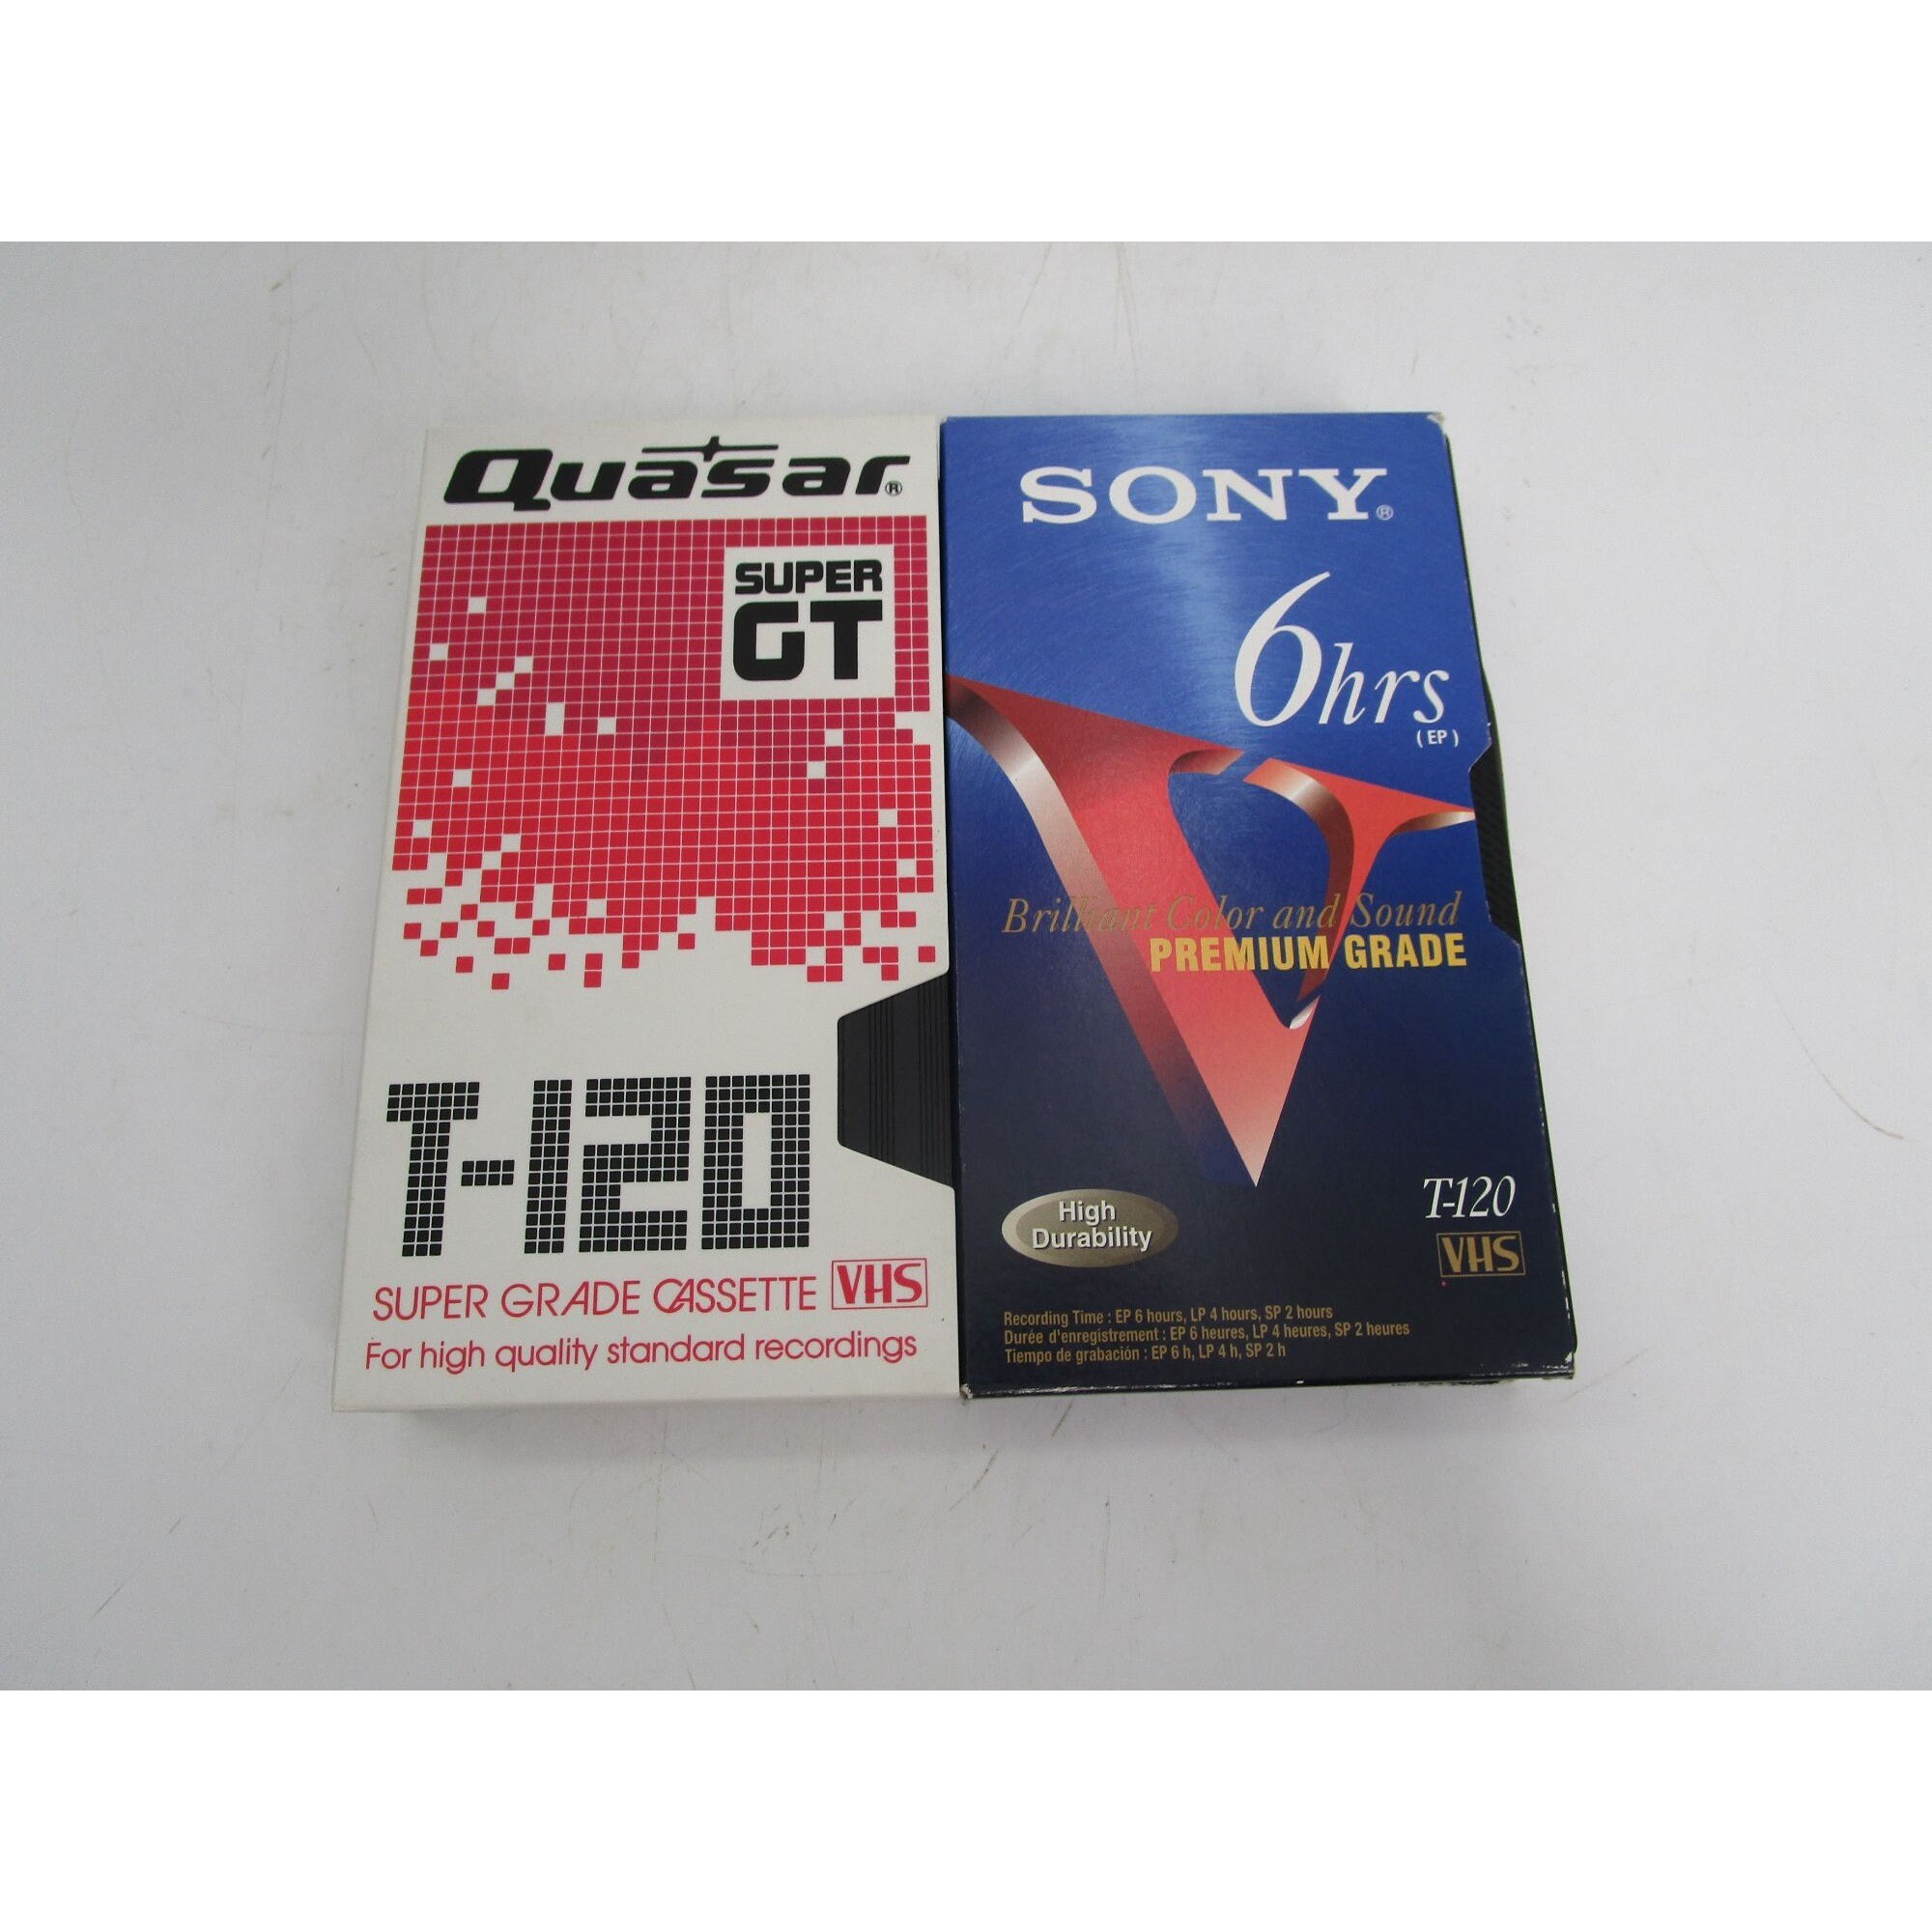 Quasar®
SUPER
GT
T-120
SUPER GRADE CASSETTE VHS
For high quality standard recordings
SONY®
6hrs
(EP)
V
Brilliant Color and Sound
PREMIUM GRADE
High
Durability
T-120
VHS
Recording Time : EP 6 hours, LP 4 hours, SP 2 hours
Durée d'enregistrement : EP 6 heures, LP 4 heures, SP 2 heures
Tiempo de grabación : EP 6 h, LP 4 h, SP 2 h